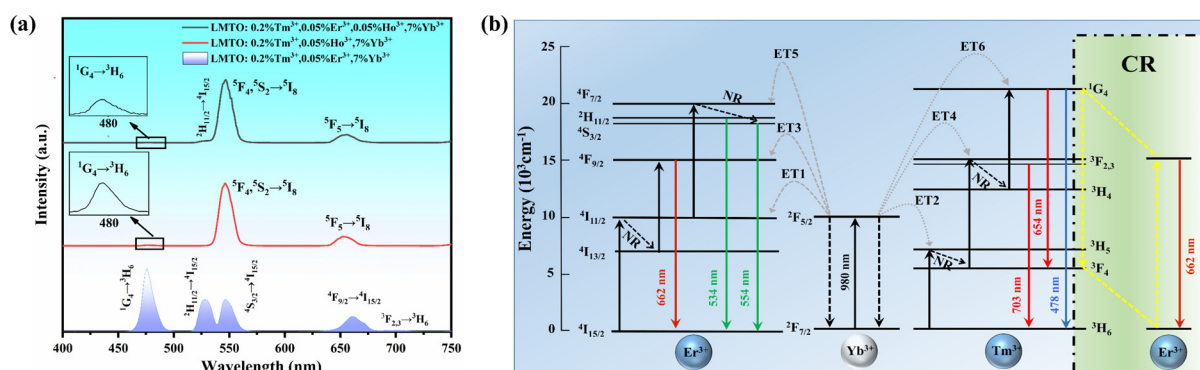 (a)
LMTO: 0.2%Tm³⁺,0.05%Er³⁺,0.05%Ho³⁺,7%Yb³⁺
LMTO: 0.2%Tm³⁺,0.05%Ho³⁺,7%Yb³⁺
LMTO: 0.2%Tm³⁺,0.05%Er³⁺,7%Yb³⁺
¹G₄→³H₆
480
²H₁₁/₂→⁴I₁₅/₂
⁵F₄,⁵S₂→⁵I₈
⁵F₅→⁵I₈
¹G₄→³H₆
480
⁵F₄,⁵S₂→⁵I₈
⁵F₅→⁵I₈
¹G₄→³H₆
²H₁₁/₂→⁴I₁₅/₂
⁴S₃/₂→⁴I₁₅/₂
⁴F₉/₂→⁴I₁₅/₂
³F₂,₃→³H₆
Intensity (a.u.)
400 450 500 550 600 650 700 750
Wavelength (nm)
(b)
Energy (10³cm⁻¹)
25
20
15
10
5
0
⁴F₇/₂
²H₁₁/₂
⁴S₃/₂
⁴F₉/₂
⁴I₁₁/₂
⁴I₁₃/₂
⁴I₁₅/₂
NR
NR
662 nm
534 nm
554 nm
Er³⁺
ET5
ET3
ET1
²F₅/₂
980 nm
²F₇/₂
Yb³⁺
ET6
ET4
ET2
NR
NR
703 nm
654 nm
478 nm
¹G₄
³F₂,₃
³H₄
³H₅
³F₄
³H₆
Tm³⁺
CR
662 nm
Er³⁺